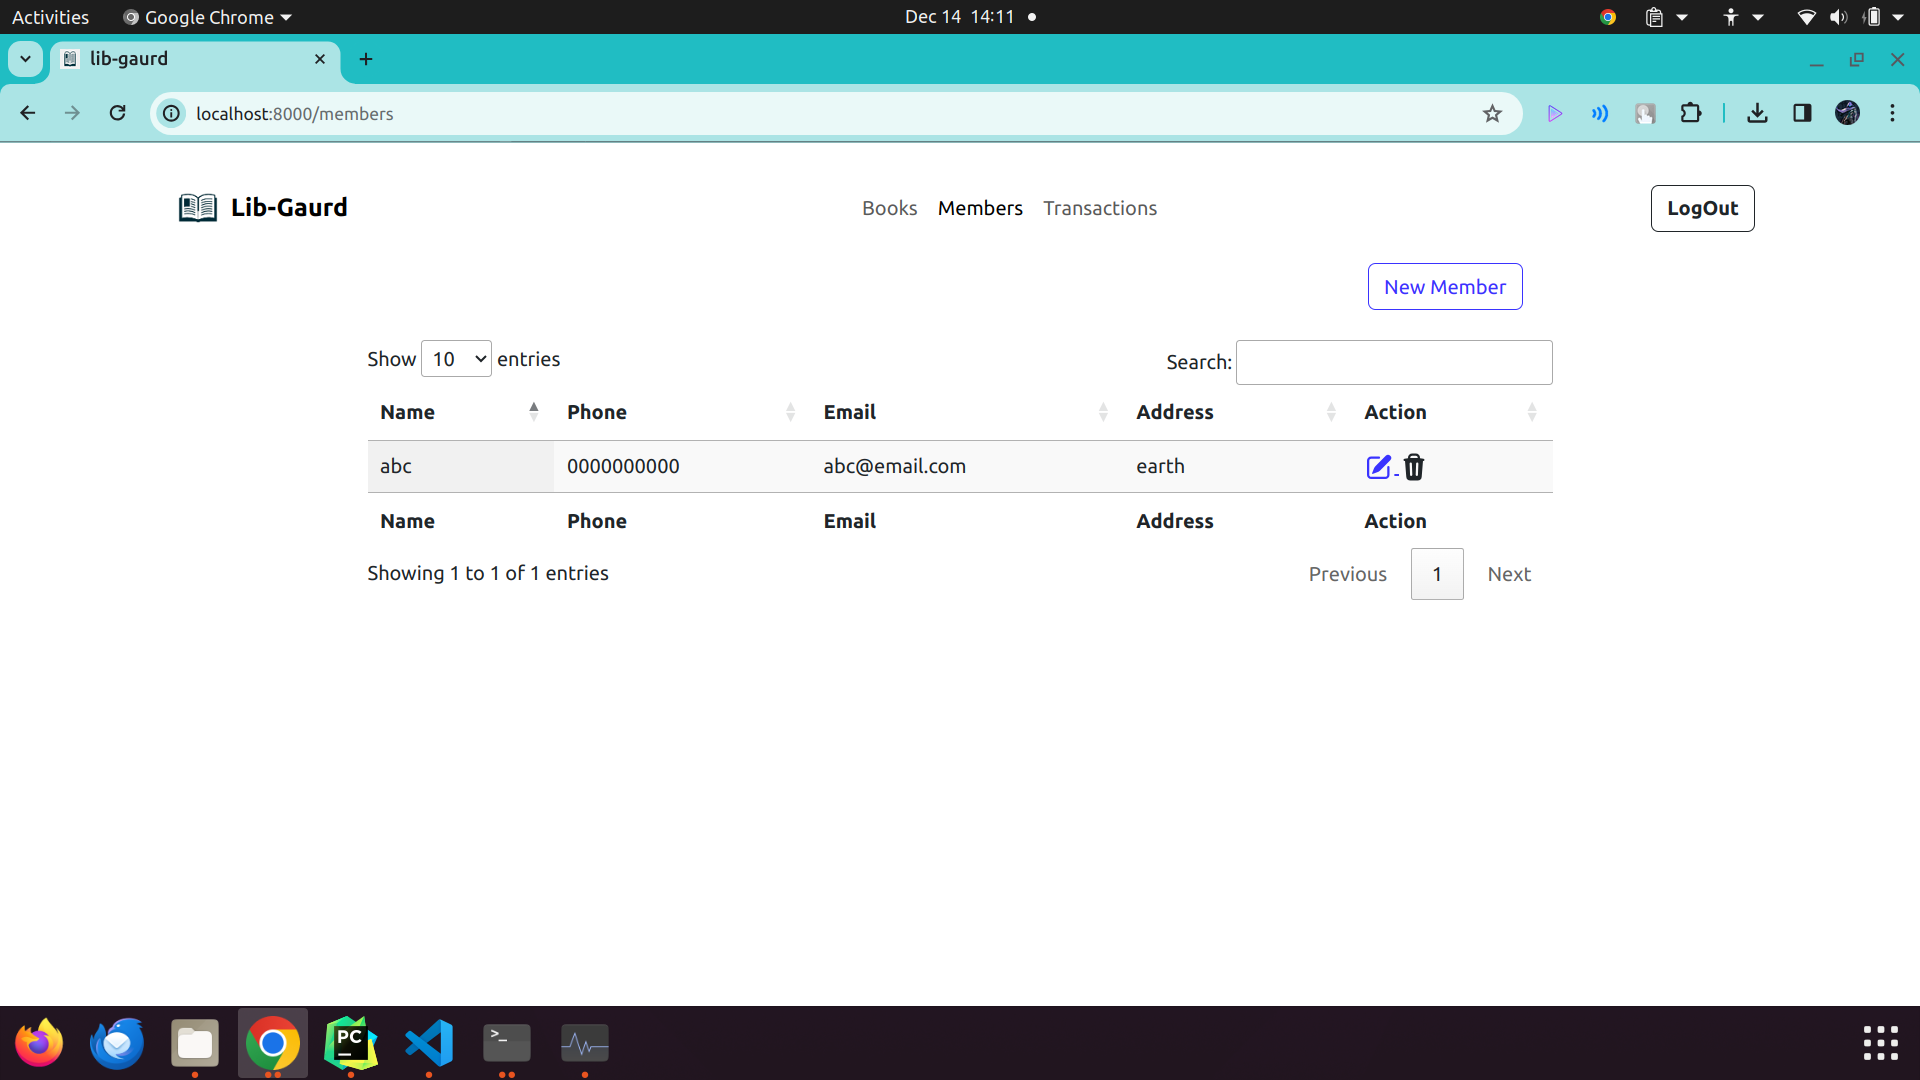 Activities Google Chrome Dec 14 14:11
lib-gaurd
localhost:8000/members
Lib-Gaurd Books Members Transactions LogOut
New Member
Show 10 entries Search:
Name Phone Email Address Action
abc 0000000000 abc@email.com earth
Name Phone Email Address Action
Showing 1 to 1 of 1 entries Previous 1 Next
PC